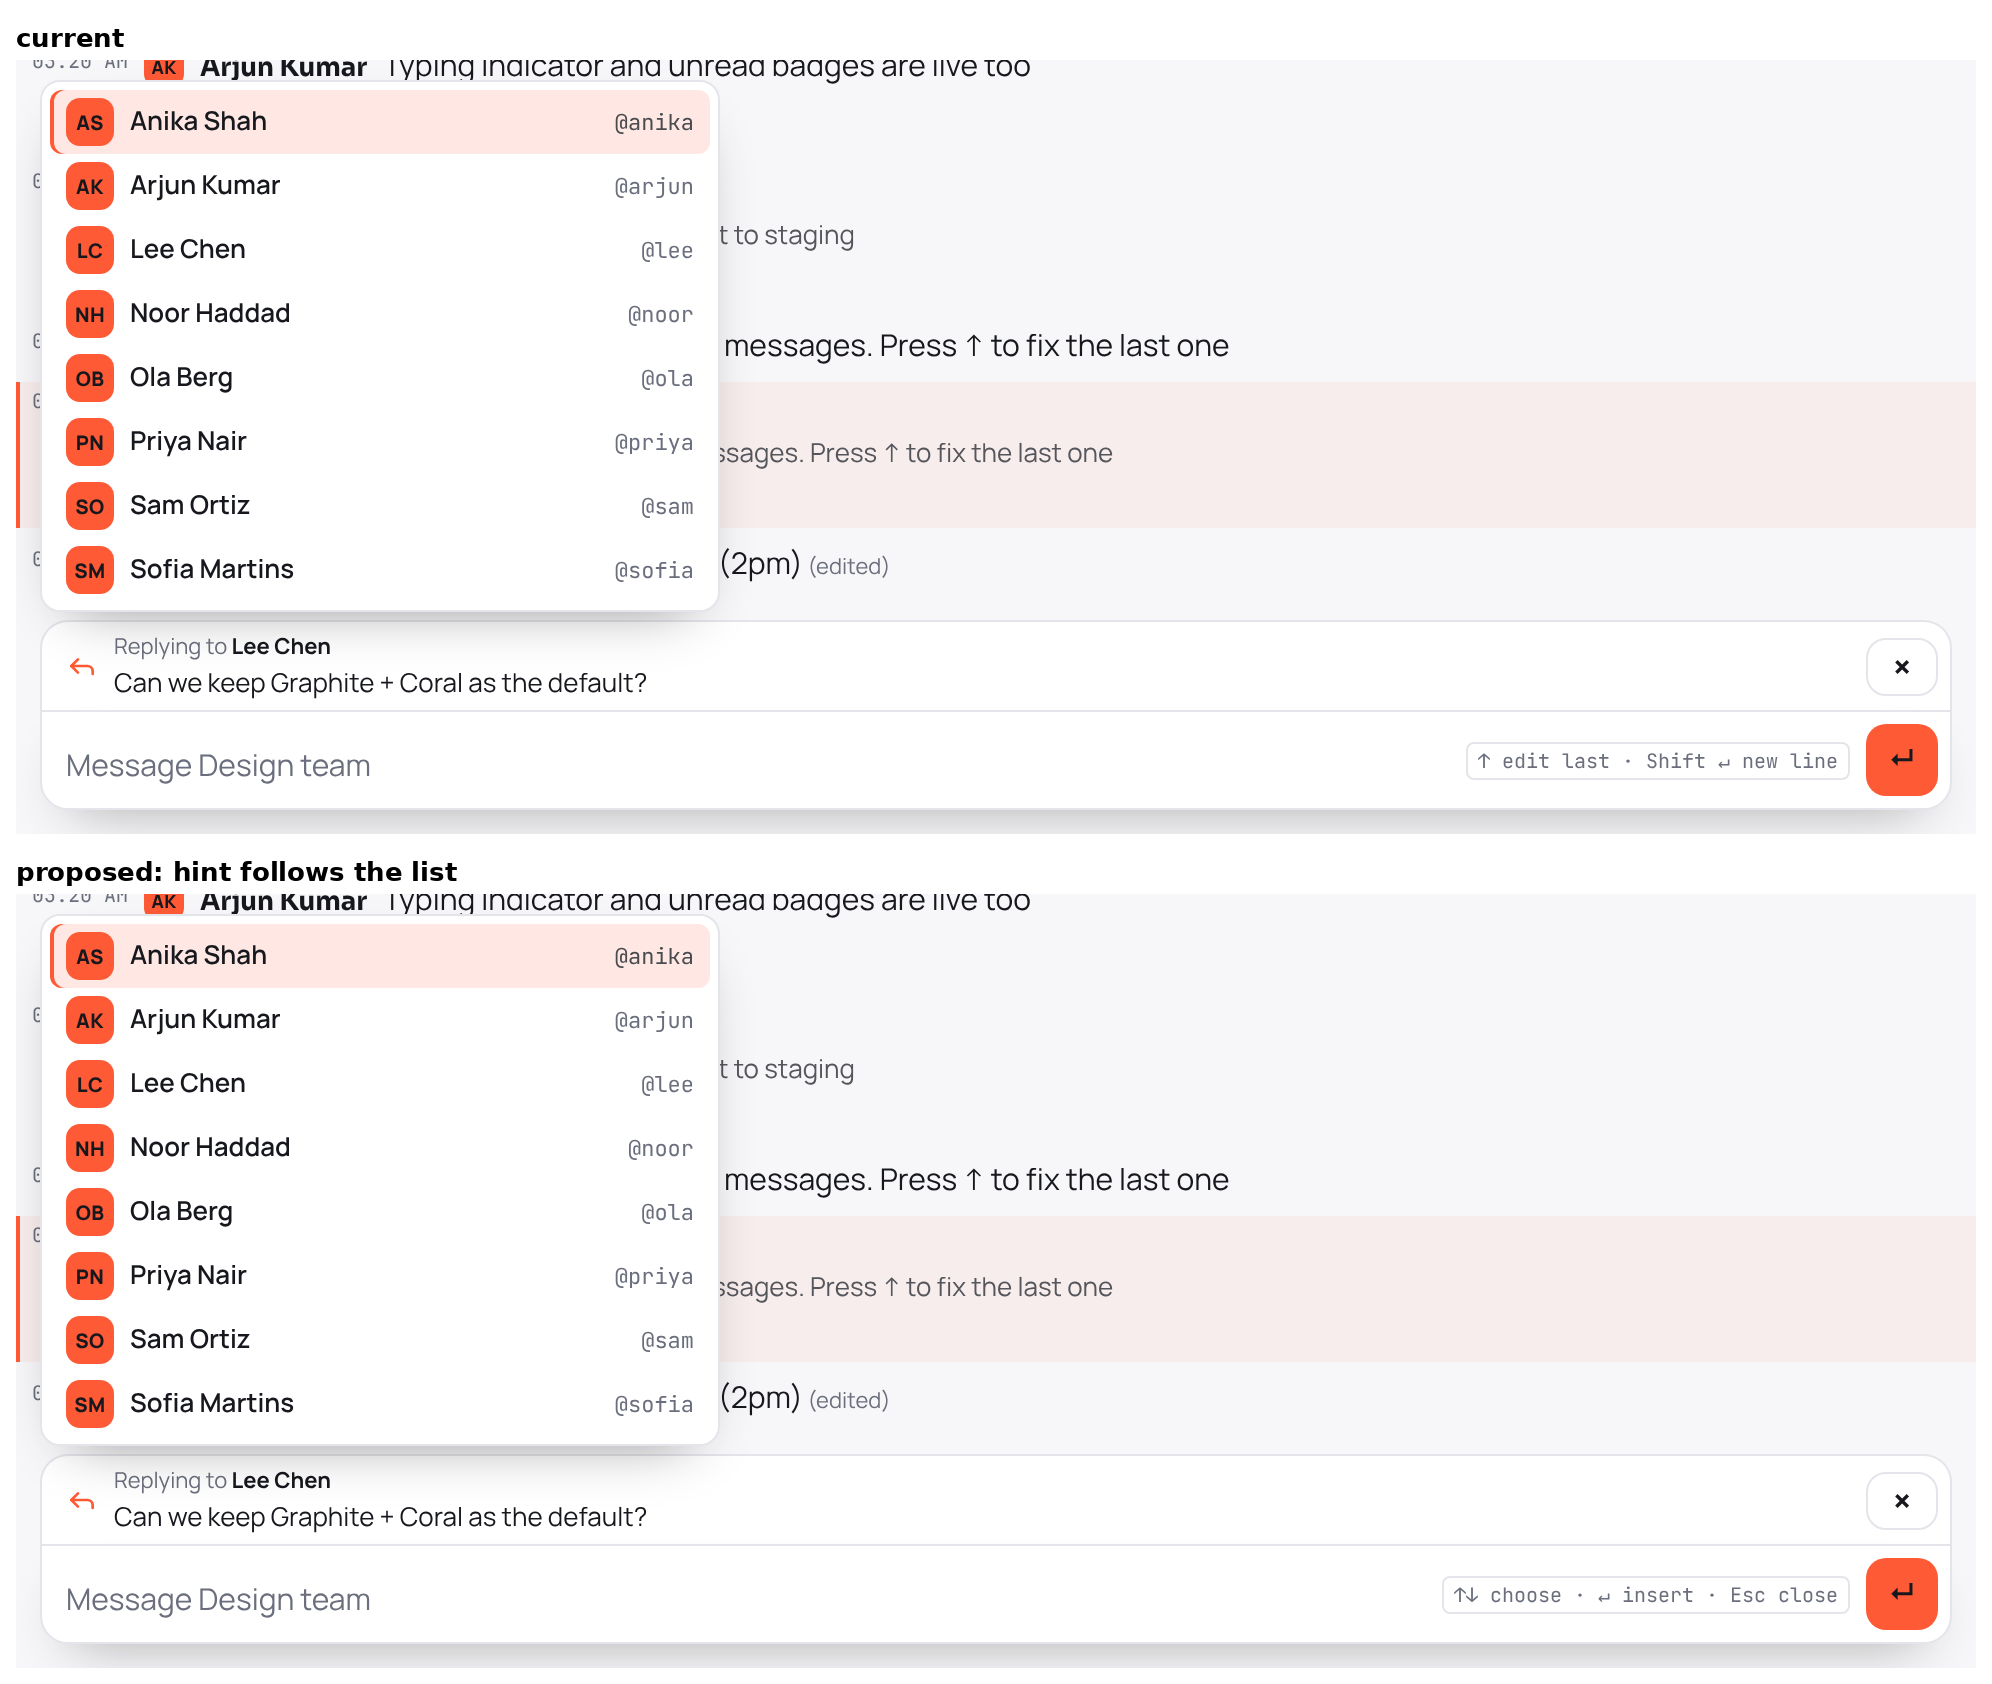 current
03:20 AM AK Arjun Kumar Typing indicator and unread badges are live too
AS Anika Shah @anika
AK Arjun Kumar @arjun
LC Lee Chen @lee
t to staging
NH Noor Haddad @noor
messages. Press ↑ to fix the last one
OB Ola Berg @ola
PN Priya Nair @priya
ssages. Press ↑ to fix the last one
SO Sam Ortiz @sam
SM Sofia Martins @sofia
(2pm) (edited)
Replying to Lee Chen
Can we keep Graphite + Coral as the default?
×
Message Design team
↑ edit last · Shift ↵ new line
↵
proposed: hint follows the list
03:20 AM AK Arjun Kumar Typing indicator and unread badges are live too
AS Anika Shah @anika
AK Arjun Kumar @arjun
LC Lee Chen @lee
t to staging
NH Noor Haddad @noor
messages. Press ↑ to fix the last one
OB Ola Berg @ola
PN Priya Nair @priya
ssages. Press ↑ to fix the last one
SO Sam Ortiz @sam
SM Sofia Martins @sofia
(2pm) (edited)
Replying to Lee Chen
Can we keep Graphite + Coral as the default?
×
Message Design team
↑↓ choose · ↵ insert · Esc close
↵